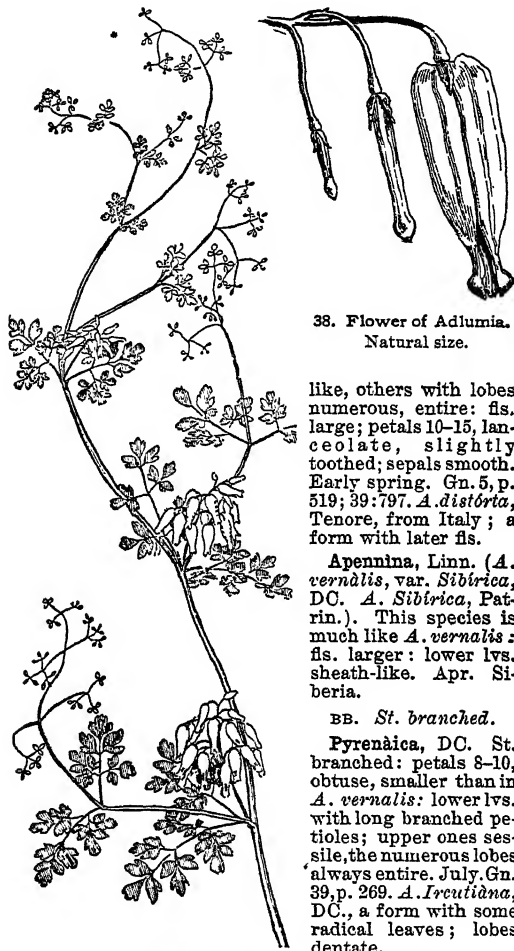 38. Flower of Adlumia.
Natural size.
like, others with lobes
numerous, entire: fls.
large; petals 10–15, lan-
ceolate, slightly
toothed; sepals smooth.
Early spring. Gn. 5, p.
519; 39:797. A. distórta,
Tenore, from Italy; a
form with later fls.
Apennìna, Linn. (A.
vernàlis, var. Sibírica,
DC. A. Sibírica, Pat-
rin.). This species is
much like A. vernalis:
fls. larger: lower lvs.
sheath-like. Apr. Si-
beria.
BB. St. branched.
Pyrenàica, DC. St.
branched: petals 8–10,
obtuse, smaller than in
A. vernalis: lower lvs.
with long branched pe-
tioles; upper ones ses-
sile, the numerous lobes
always entire. July. Gn.
39, p. 269. A. Ircutiàna,
DC., a form with some
radical leaves; lobes
dentate.